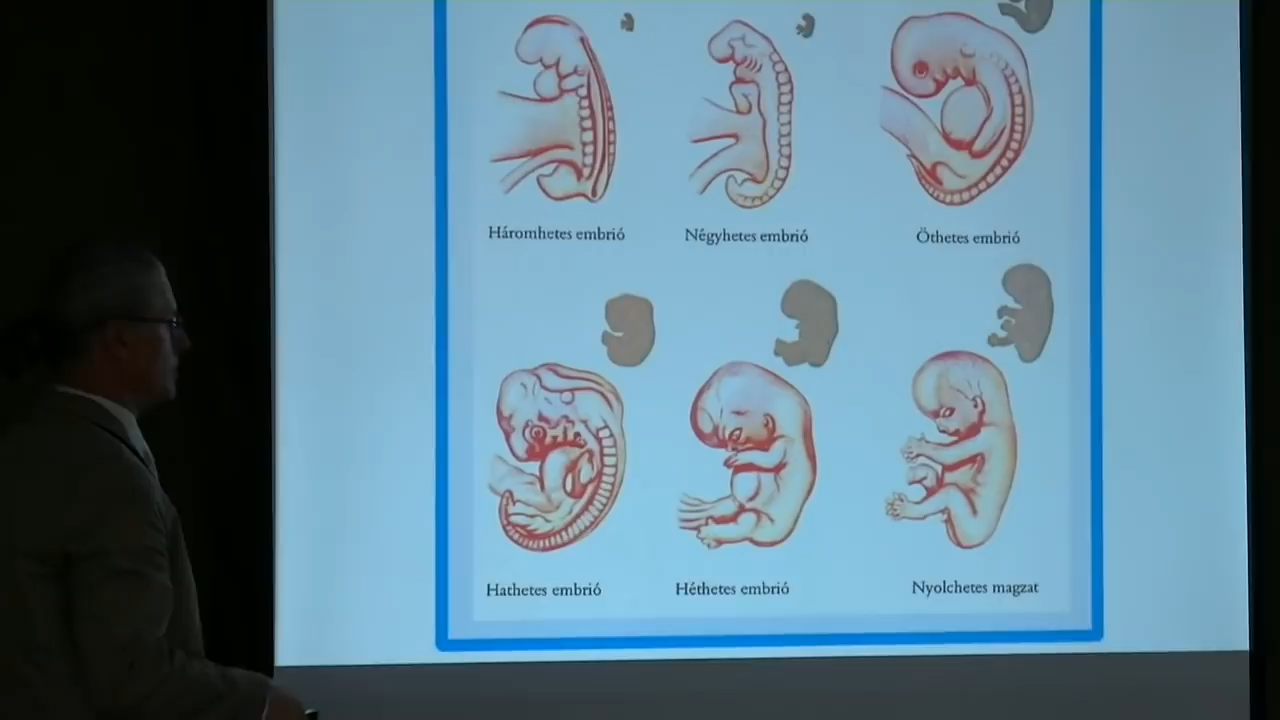 Háromhetes embrió
Négyhetes embrió
Öthetes embrió
Hathetes embrió
Héthetes embrió
Nyolchetes magzat